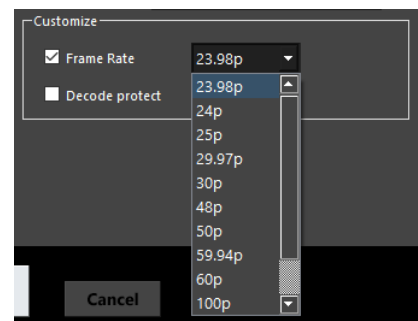 Customize
Frame Rate
23.98p
Decode protect
23.98p
24p
25p
29.97p
30p
48p
50p
59.94p
60p
100p
Cancel